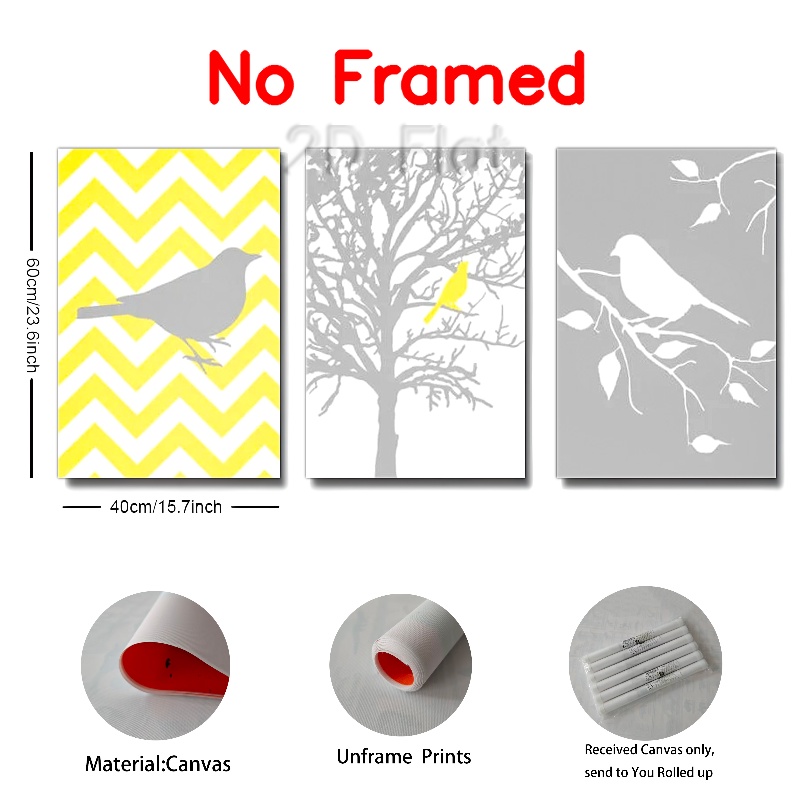 No Framed
2D Flat
60cm/23.6inch
40cm/15.7inch
Material:Canvas
Unframe Prints
Received Canvas only,
send to You Rolled up